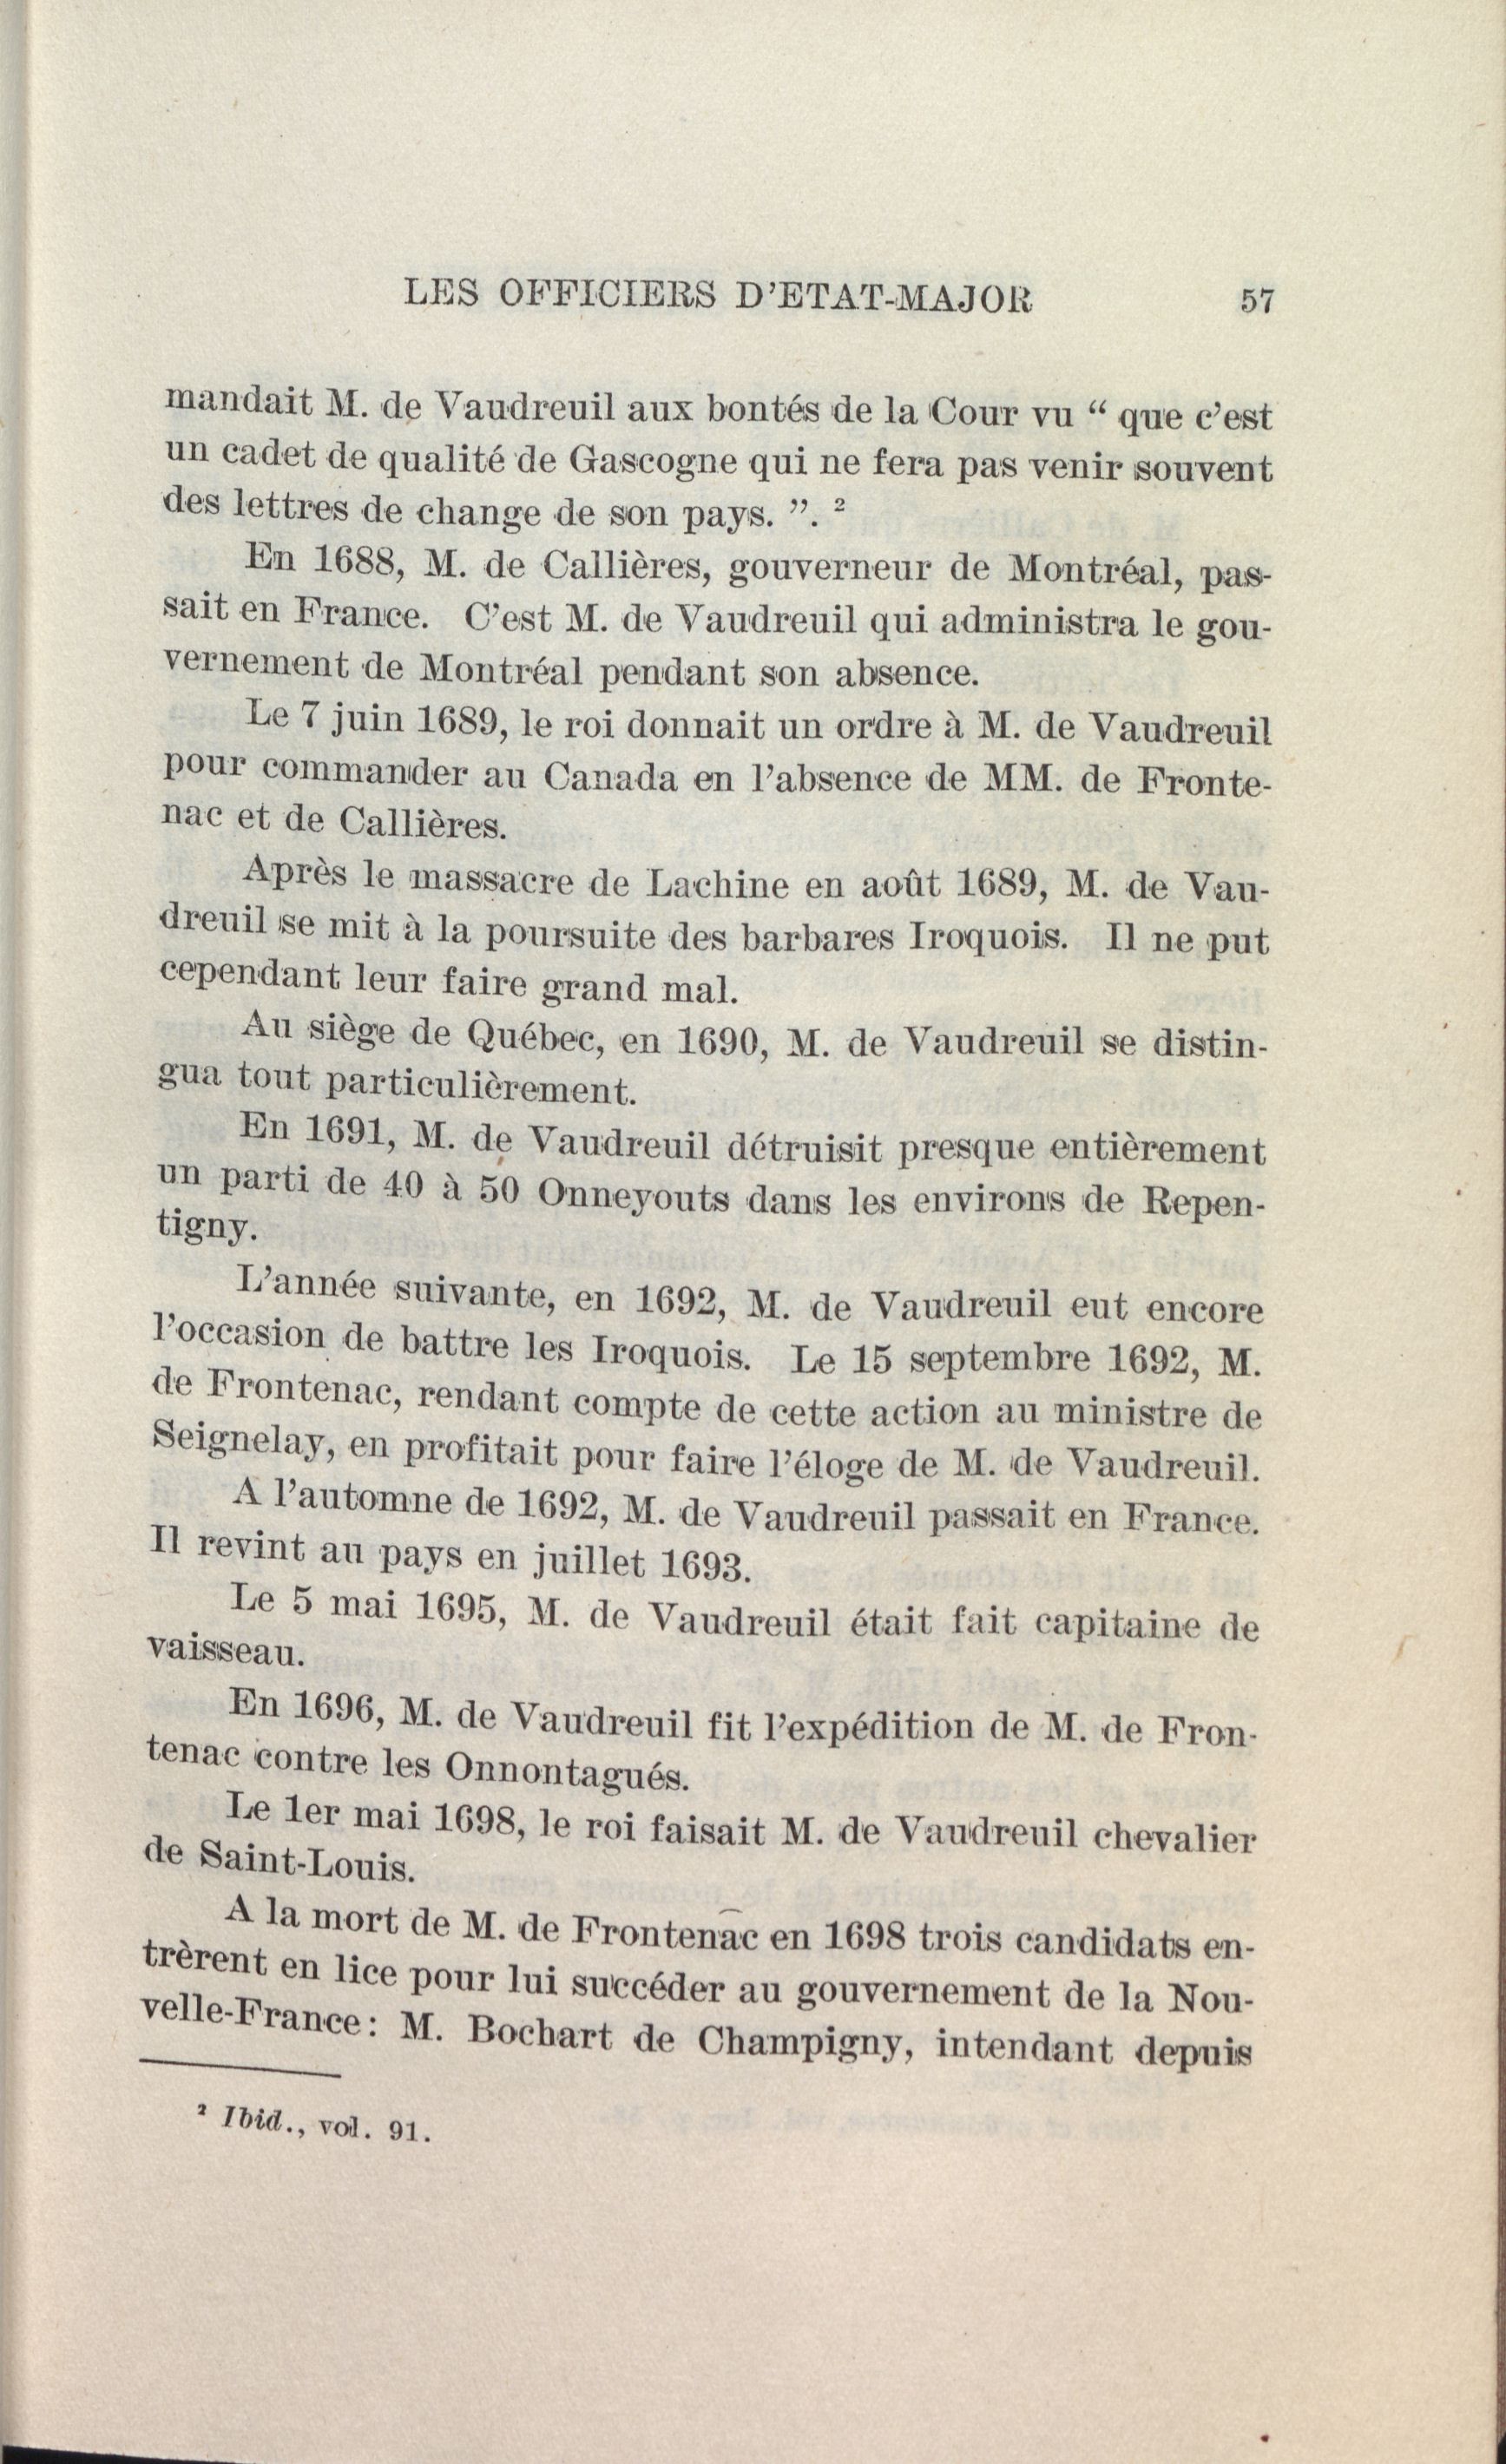 LES OFFICIERS D'ETAT-MAJOR 57
mandait M. de Vaudreuil aux bontés de la Cour vu “ que c'est
un cadet de qualité de Gascogne qui ne fera pas venir souvent
des lettres de change de son pays. ”. ²
En 1688, M. de Callières, gouverneur de Montréal, pas-
sait en France. C'est M. de Vaudreuil qui administra le gou-
vernement de Montréal pendant son absence.
Le 7 juin 1689, le roi donnait un ordre à M. de Vaudreuil
pour commander au Canada en l'absence de MM. de Fronte-
nac et de Callières.
Après le massacre de Lachine en août 1689, M. de Vau-
dreuil se mit à la poursuite des barbares Iroquois. Il ne put
cependant leur faire grand mal.
Au siège de Québec, en 1690, M. de Vaudreuil se distin-
gua tout particulièrement.
En 1691, M. de Vaudreuil détruisit presque entièrement
un parti de 40 à 50 Onneyouts dans les environs de Repen-
tigny.
L'année suivante, en 1692, M. de Vaudreuil eut encore
l'occasion de battre les Iroquois. Le 15 septembre 1692, M.
de Frontenac, rendant compte de cette action au ministre de
Seignelay, en profitait pour faire l'éloge de M. de Vaudreuil.
A l'automne de 1692, M. de Vaudreuil passait en France.
Il revint au pays en juillet 1693.
Le 5 mai 1695, M. de Vaudreuil était fait capitaine de
vaisseau.
En 1696, M. de Vaudreuil fit l'expédition de M. de Fron-
tenac contre les Onnontagués.
Le 1er mai 1698, le roi faisait M. de Vaudreuil chevalier
de Saint-Louis.
A la mort de M. de Frontenac en 1698 trois candidats en-
trèrent en lice pour lui succéder au gouvernement de la Nou-
velle-France: M. Bochart de Champigny, intendant depuis
² Ibid., vol. 91.